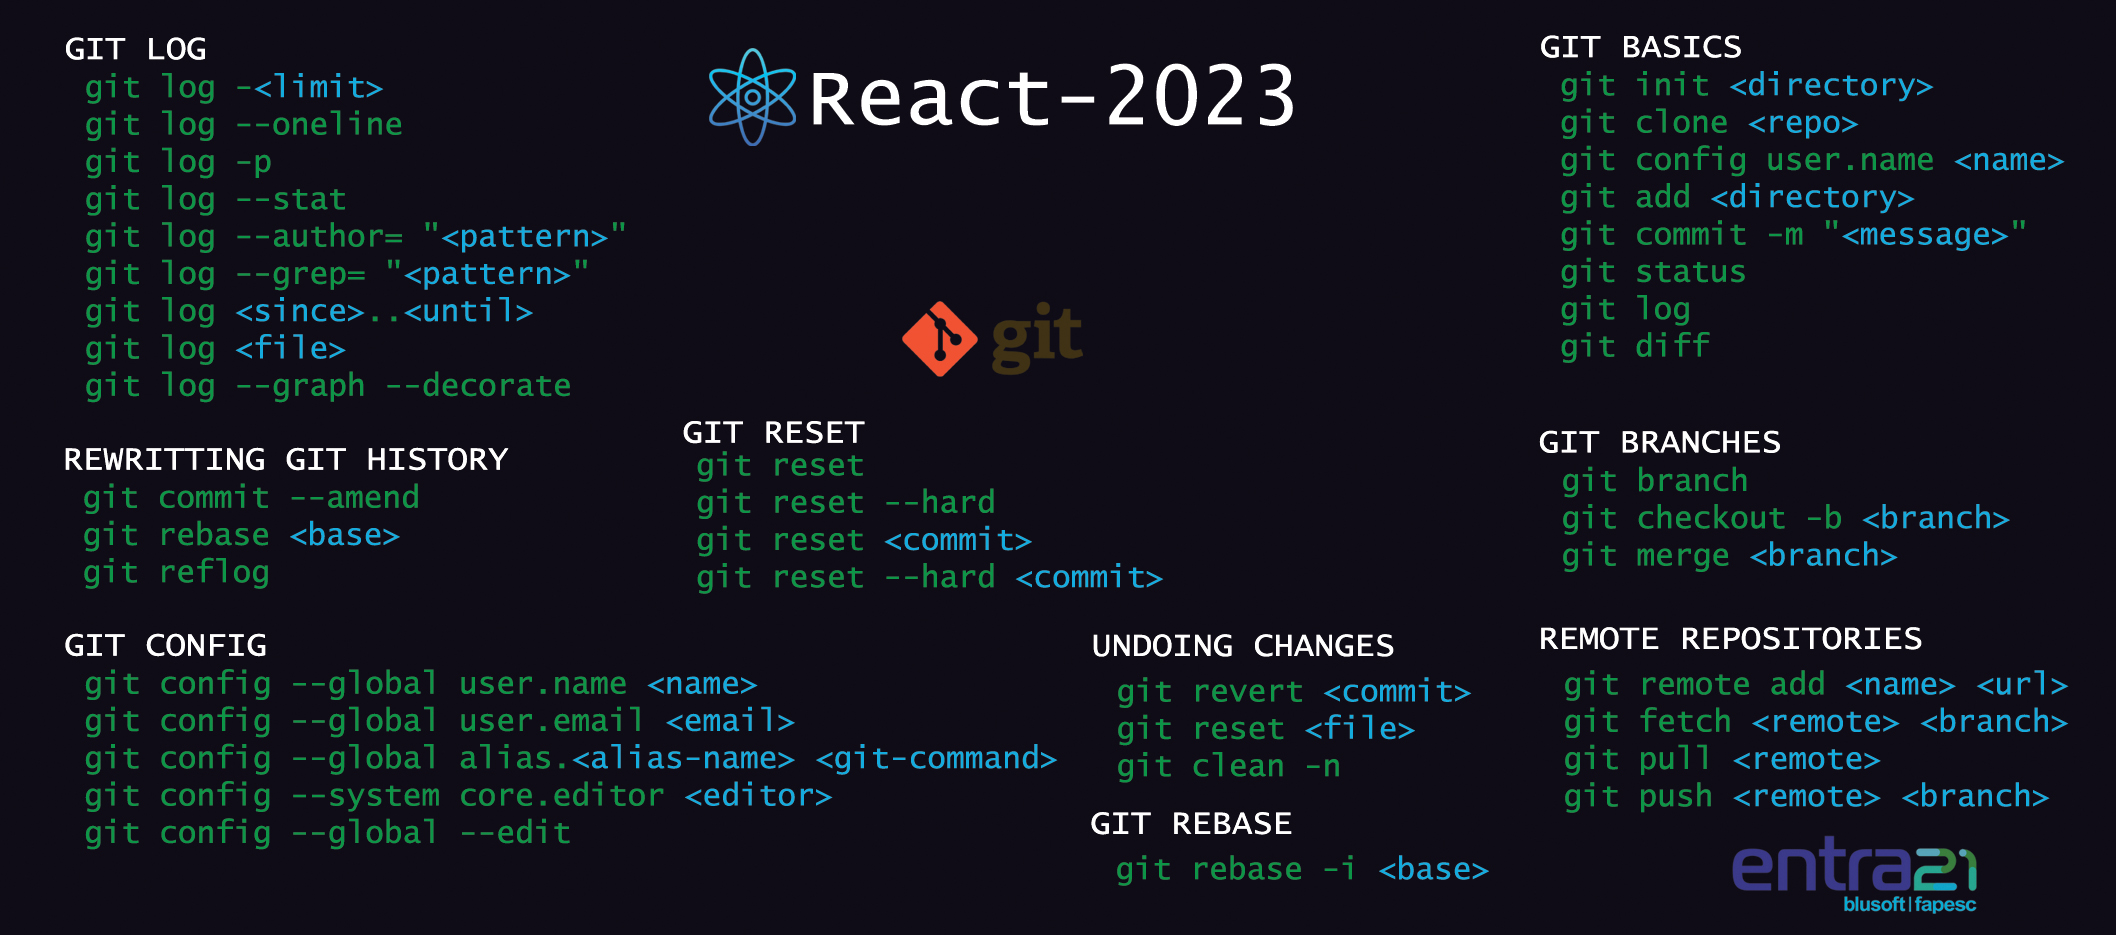 GIT LOG
git log -<limit>
git log --oneline
git log -p
git log --stat
git log --author= "<pattern>"
git log --grep= "<pattern>"
git log <since>..<until>
git log <file>
git log --graph --decorate
REWRITTING GIT HISTORY
git commit --amend
git rebase <base>
git reflog
GIT CONFIG
git config --global user.name <name>
git config --global user.email <email>
git config --global alias.<alias-name> <git-command>
git config --system core.editor <editor>
git config --global --edit
React-2023
git
GIT RESET
git reset
git reset --hard
git reset <commit>
git reset --hard <commit>
UNDOING CHANGES
git revert <commit>
git reset <file>
git clean -n
GIT REBASE
git rebase -i <base>
GIT BASICS
git init <directory>
git clone <repo>
git config user.name <name>
git add <directory>
git commit -m "<message>"
git status
git log
git diff
GIT BRANCHES
git branch
git checkout -b <branch>
git merge <branch>
REMOTE REPOSITORIES
git remote add <name> <url>
git fetch <remote> <branch>
git pull <remote>
git push <remote> <branch>
entra21
blusoft|fapesc